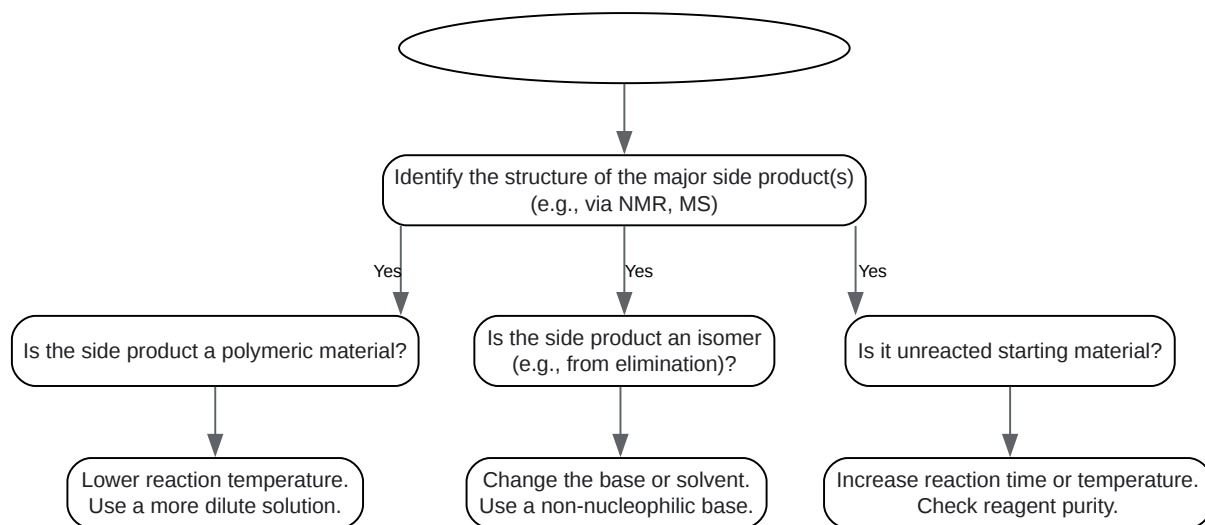 Identify the structure of the major side product(s)
(e.g., via NMR, MS)
Yes
Yes
Yes
Is the side product a polymeric material?
Is the side product an isomer
(e.g., from elimination)?
Is it unreacted starting material?
Lower reaction temperature.
Use a more dilute solution.
Change the base or solvent.
Use a non-nucleophilic base.
Increase reaction time or temperature.
Check reagent purity.